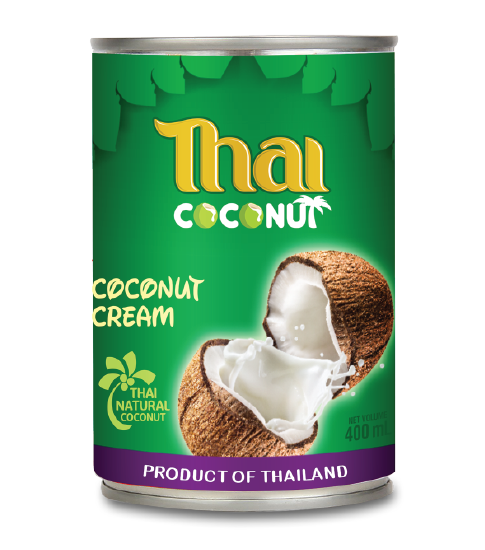 Thai
COCONUT
COCONUT
CREAM
THAI
NATURAL
COCONUT
NET VOLUME
400 mL
PRODUCT OF THAILAND